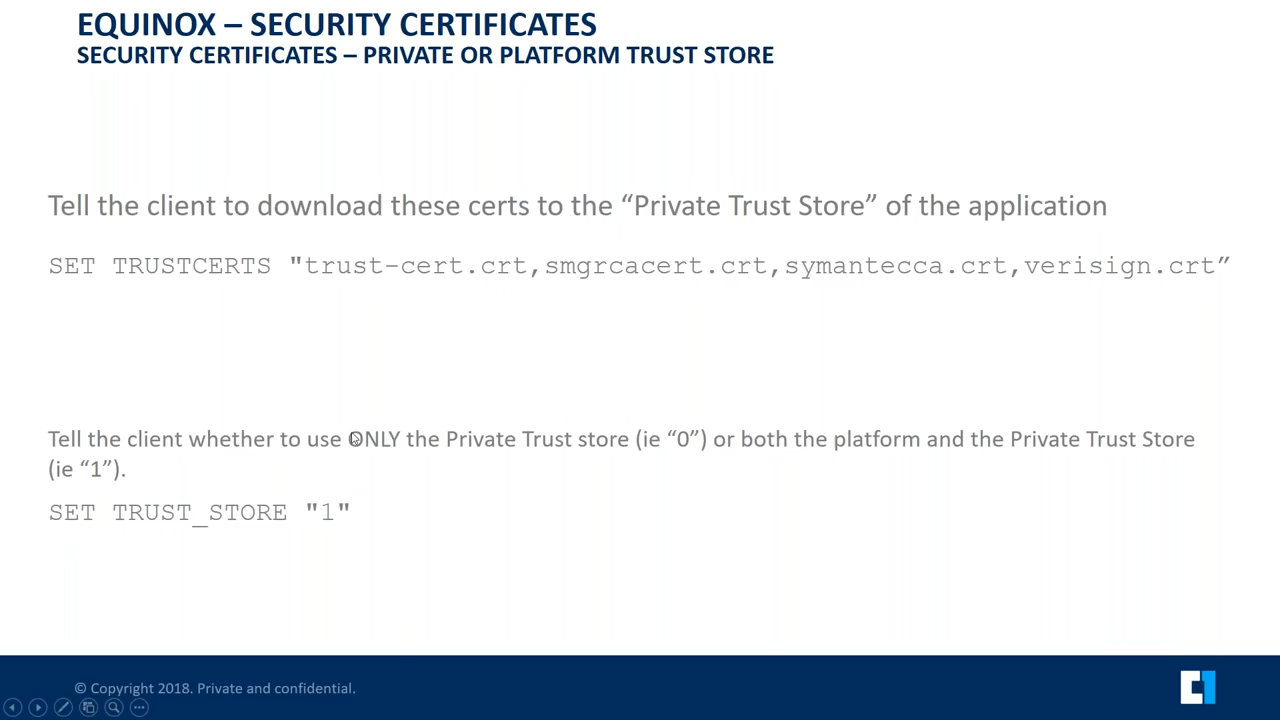 EQUINOX – SECURITY CERTIFICATES
SECURITY CERTIFICATES – PRIVATE OR PLATFORM TRUST STORE
Tell the client to download these certs to the “Private Trust Store” of the application
SET TRUSTCERTS "trust-cert.crt,smgrcacert.crt,symantecca.crt,verisign.crt”
Tell the client whether to use ONLY the Private Trust store (ie “0”) or both the platform and the Private Trust Store
(ie “1”).
SET TRUST_STORE "1"
© Copyright 2018. Private and confidential.